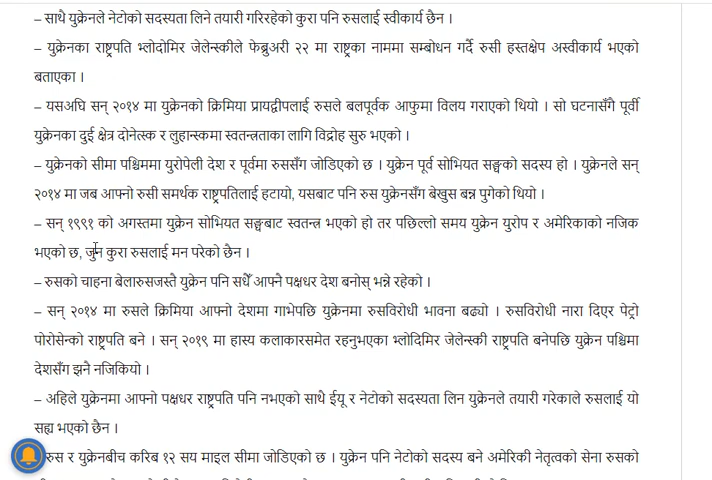 – साथै युक्रेनले नेटोको सदस्यता लिने तयारी गरिरहेको कुरा पनि रुसलाई स्वीकार्य छैन ।
– युक्रेनका राष्ट्रपति भ्लोदोमिर जेलेन्स्कीले फेब्रुअरी २२ मा राष्ट्रका नाममा सम्बोधन गर्दै रुसी हस्तक्षेप अस्वीकार्य भएको
बताएका ।
– यसअघि सन् २०१४ मा युक्रेनको क्रिमिया प्रायद्वीपलाई रुसले बलपूर्वक आफुमा विलय गराएको थियो । सो घटनासँगै पूर्वी
युक्रेनका दुई क्षेत्र दोनेत्स्क र लुहान्स्कमा स्वतन्त्रताका लागि विद्रोह सुरु भएको ।
– युक्रेनको सीमा पश्चिममा युरोपेली देश र पूर्वमा रुससँग जोडिएको छ । युक्रेन पूर्व सोभियत सङ्घको सदस्य हो । युक्रेनले सन्
२०१४ मा जब आफ्नो रुसी समर्थक राष्ट्रपतिलाई हटायो, यसबाट पनि रुस युक्रेनसँग बेखुस बन्न पुगेको थियो ।
– सन् १९९१ को अगस्तमा युक्रेन सोभियत सङ्घबाट स्वतन्त्र भएको हो तर पछिल्लो समय युक्रेन युरोप र अमेरिकाको नजिक
भएको छ, जुन कुरा रुसलाई मन परेको छैन ।
– रुसको चाहना बेलारुसजस्तै युक्रेन पनि सधैँ आफ्नै पक्षधर देश बनोस् भन्ने रहेको ।
– सन् २०१४ मा रुसले क्रिमिया आफ्नो देशमा गाभेपछि युक्रेनमा रुसविरोधी भावना बढ्यो । रुसविरोधी नारा दिएर पेट्रो
पोरोसेन्को राष्ट्रपति बने । सन् २०१९ मा हास्य कलाकारसमेत रहनुभएका भ्लोदिमिर जेलेन्स्की राष्ट्रपति बनेपछि युक्रेन पश्चिमा
देशसँग झनै नजिकियो ।
– अहिले युक्रेनमा आफ्नो पक्षधर राष्ट्रपति पनि नभएको साथै ईयू र नेटोको सदस्यता लिन युक्रेनले तयारी गरेकाले रुसलाई यो
सह्य भएको छैन ।
रुस र युक्रेनबीच करिब १२ सय माइल सीमा जोडिएको छ । युक्रेन पनि नेटोको सदस्य बने अमेरिकी नेतृत्वको सेना रुसको